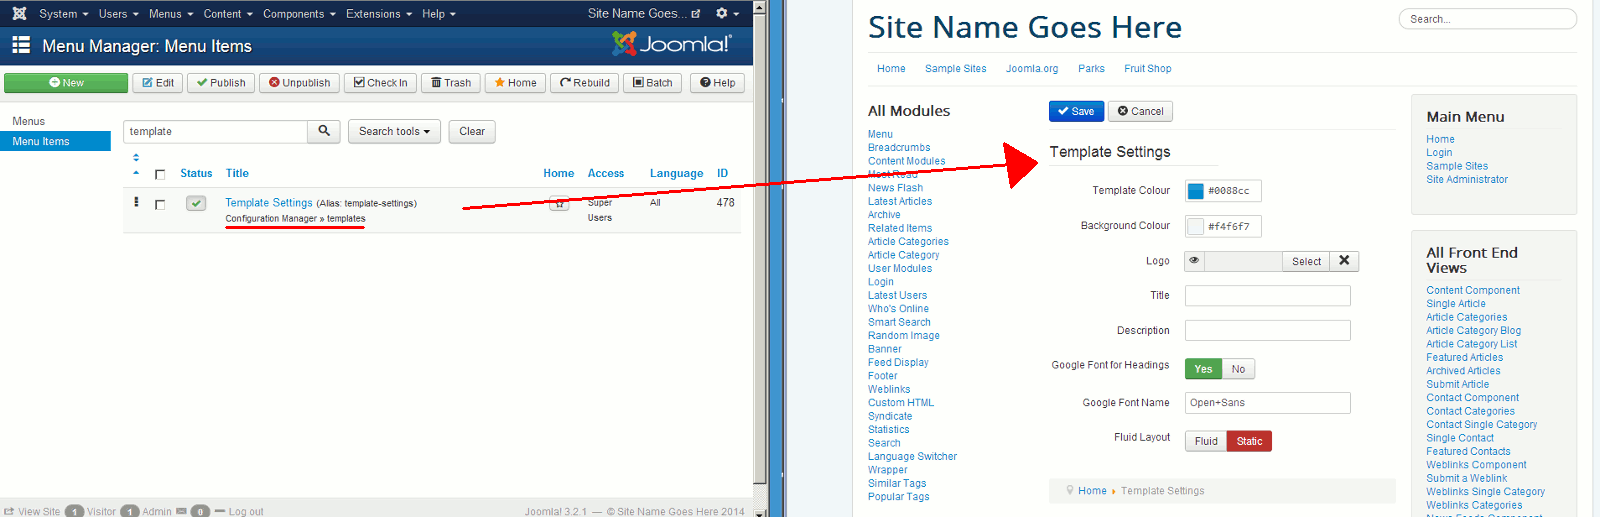 System Users Menus Content Components Extensions Help Site Name Goes...
Menu Manager: Menu Items Joomla!
New Edit Publish Unpublish Check In Trash Home Rebuild Batch Help
Menus
Menu Items
template Search tools Clear
Status Title Home Access Language ID
Template Settings (Alias: template-settings) Super All 478
Configuration Manager » templates Users
View Site 1 Visitor 1 Admin 0 Log out Joomla! 3.2.1 — © Site Name Goes Here 2014
Site Name Goes Here
Search...
Home Sample Sites Joomla.org Parks Fruit Shop
All Modules
Menu
Breadcrumbs
Content Modules
Most Read
News Flash
Latest Articles
Archive
Related Items
Article Categories
Article Category
User Modules
Login
Latest Users
Who's Online
Smart Search
Random Image
Banner
Feed Display
Footer
Weblinks
Custom HTML
Syndicate
Statistics
Search
Language Switcher
Wrapper
Similar Tags
Popular Tags
Save Cancel
Template Settings
Template Colour #0088cc
Background Colour #f4f6f7
Logo Select
Title
Description
Google Font for Headings Yes No
Google Font Name Open+Sans
Fluid Layout Fluid Static
Home Template Settings
Main Menu
Home
Login
Sample Sites
Site Administrator
All Front End
Views
Content Component
Single Article
Article Categories
Article Category Blog
Article Category List
Featured Articles
Archived Articles
Submit Article
Contact Component
Contact Categories
Contact Single Category
Single Contact
Featured Contacts
Weblinks Component
Submit a Weblink
Weblinks Single Category
Weblinks Categories